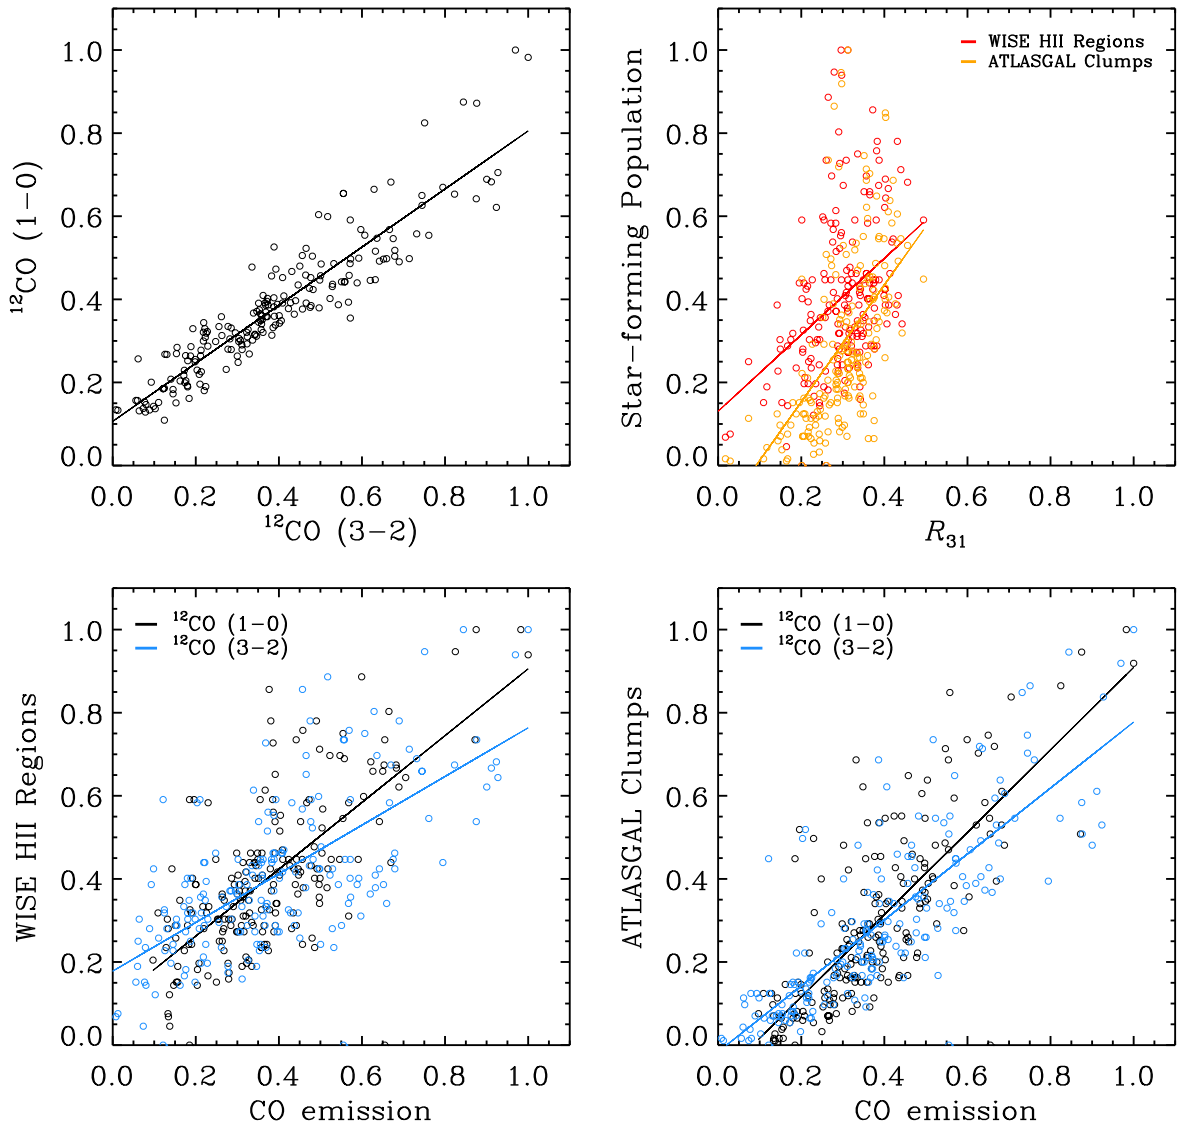 1.0
0.8
0.6
0.4
0.2
0.0
¹²CO (1−0)
0.0 0.2 0.4 0.6 0.8 1.0
¹²CO (3−2)
WISE HII Regions
ATLASGAL Clumps
1.0
0.8
0.6
0.4
0.2
0.0
Star−forming Population
0.0 0.2 0.4 0.6 0.8 1.0
R₃₁
¹²CO (1−0)
¹²CO (3−2)
1.0
0.8
0.6
0.4
0.2
0.0
WISE HII Regions
0.0 0.2 0.4 0.6 0.8 1.0
CO emission
¹²CO (1−0)
¹²CO (3−2)
1.0
0.8
0.6
0.4
0.2
0.0
ATLASGAL Clumps
0.0 0.2 0.4 0.6 0.8 1.0
CO emission